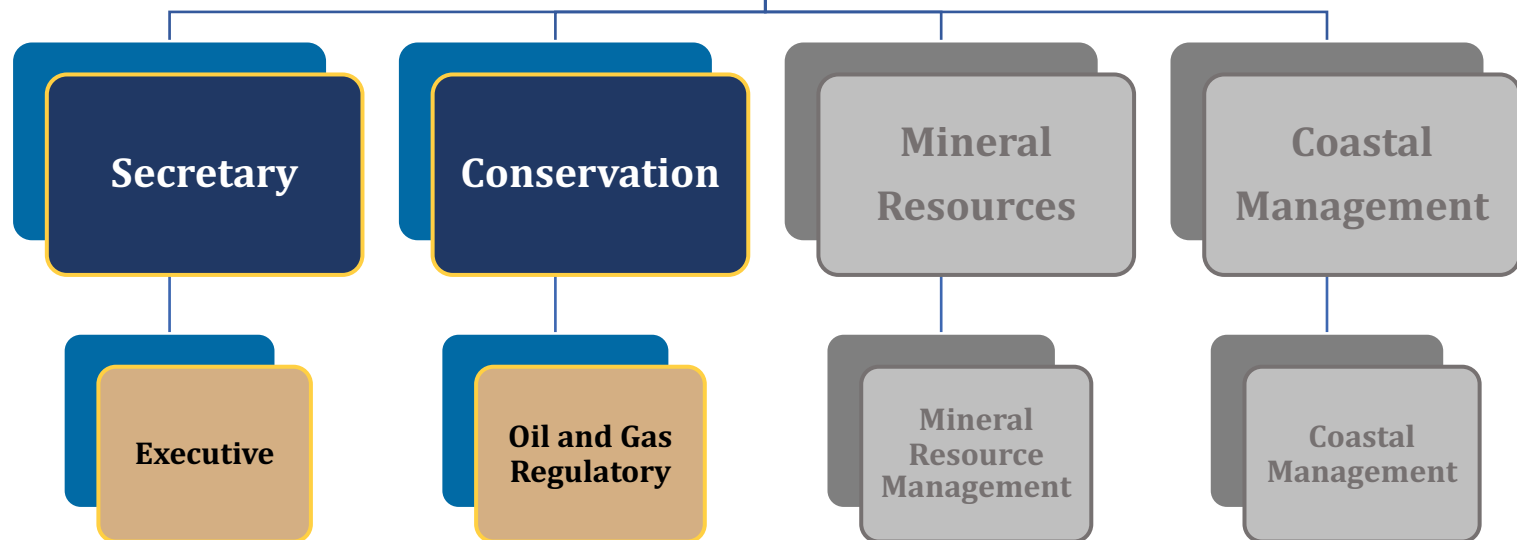 Secretary
Conservation
Mineral
Resources
Coastal
Management
Executive
Oil and Gas
Regulatory
Mineral
Resource
Management
Coastal
Management